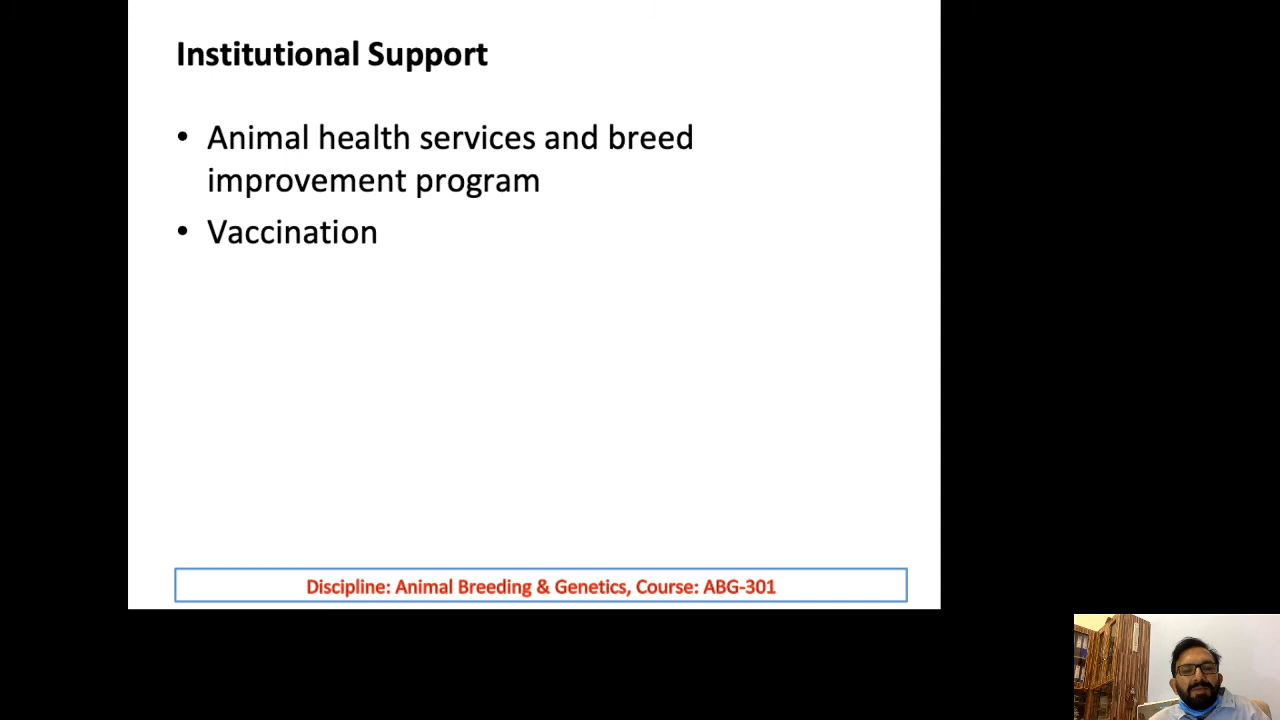 Institutional Support
• Animal health services and breed
improvement program
• Vaccination
Discipline: Animal Breeding & Genetics, Course: ABG-301